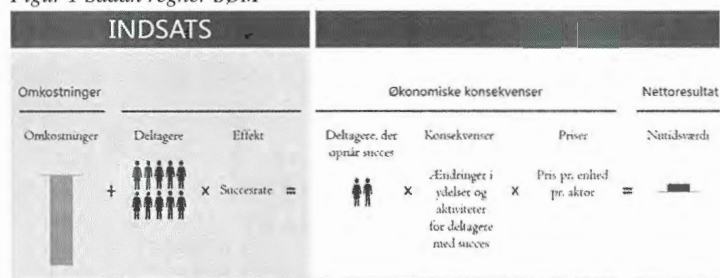 Figur 1 Sådan regner SØM
INDSATS
Omkostninger
Økonomiske konsekvenser
Nettoresultat
Omkostninger
Deltagere
Effekt
Deltagere, der
opnår succes
Konsekvenser
Priser
Nutidsværdi
+
x Succesrate =
x
Ændringer i
ydelser og
aktiviteter
for deltagere
med succes
x
Pris pr. enhed
pr. aktør
=